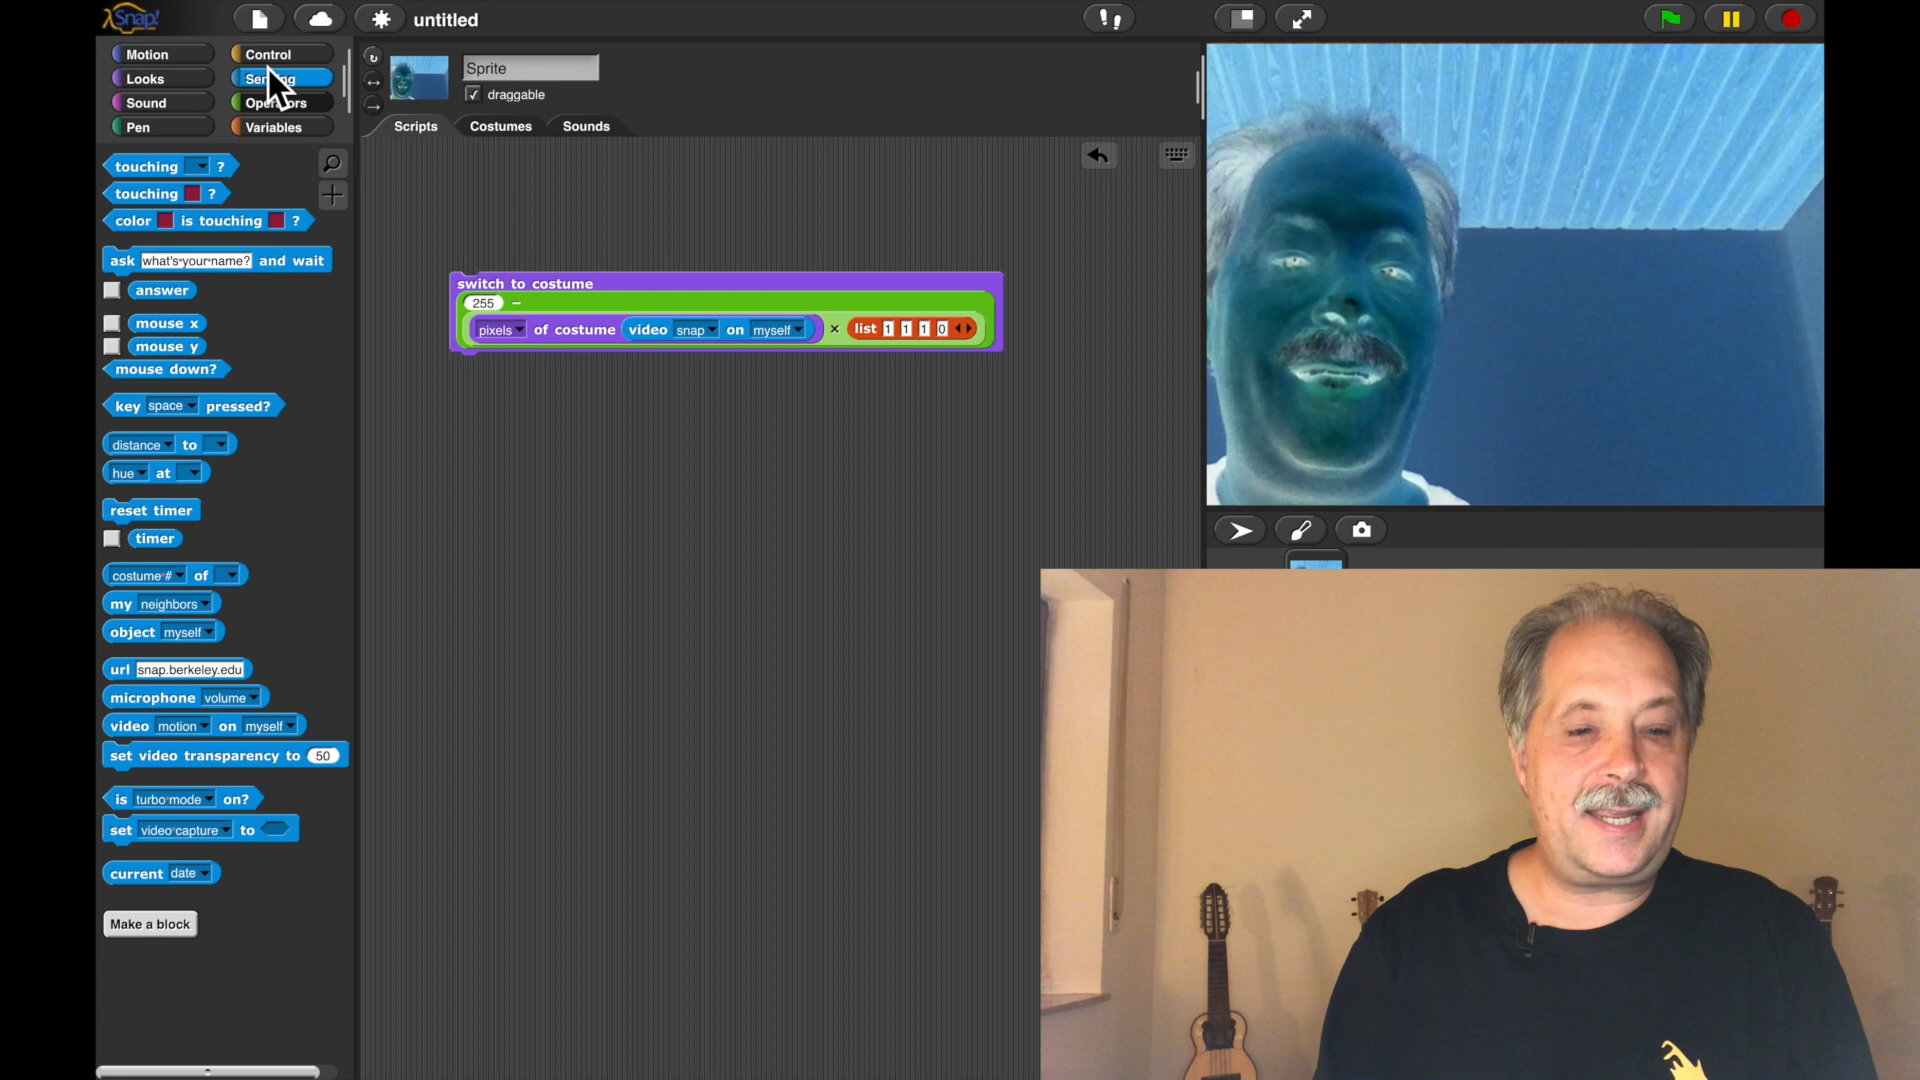 Snap!
untitled
Motion
Control
Looks
Sensing
Sound
Operators
Pen
Variables
Sprite
draggable
Scripts
Costumes
Sounds
touching ?
touching ?
color is touching ?
ask what's your name? and wait
answer
mouse x
mouse y
mouse down?
key space pressed?
distance to
hue at
reset timer
timer
costume # of
my neighbors
object myself
url snap.berkeley.edu
microphone volume
video motion on myself
set video transparency to 50
is turbo mode on?
set video capture to
current date
Make a block
switch to costume
255 −
pixels of costume video snap on myself × list 1 1 1 0